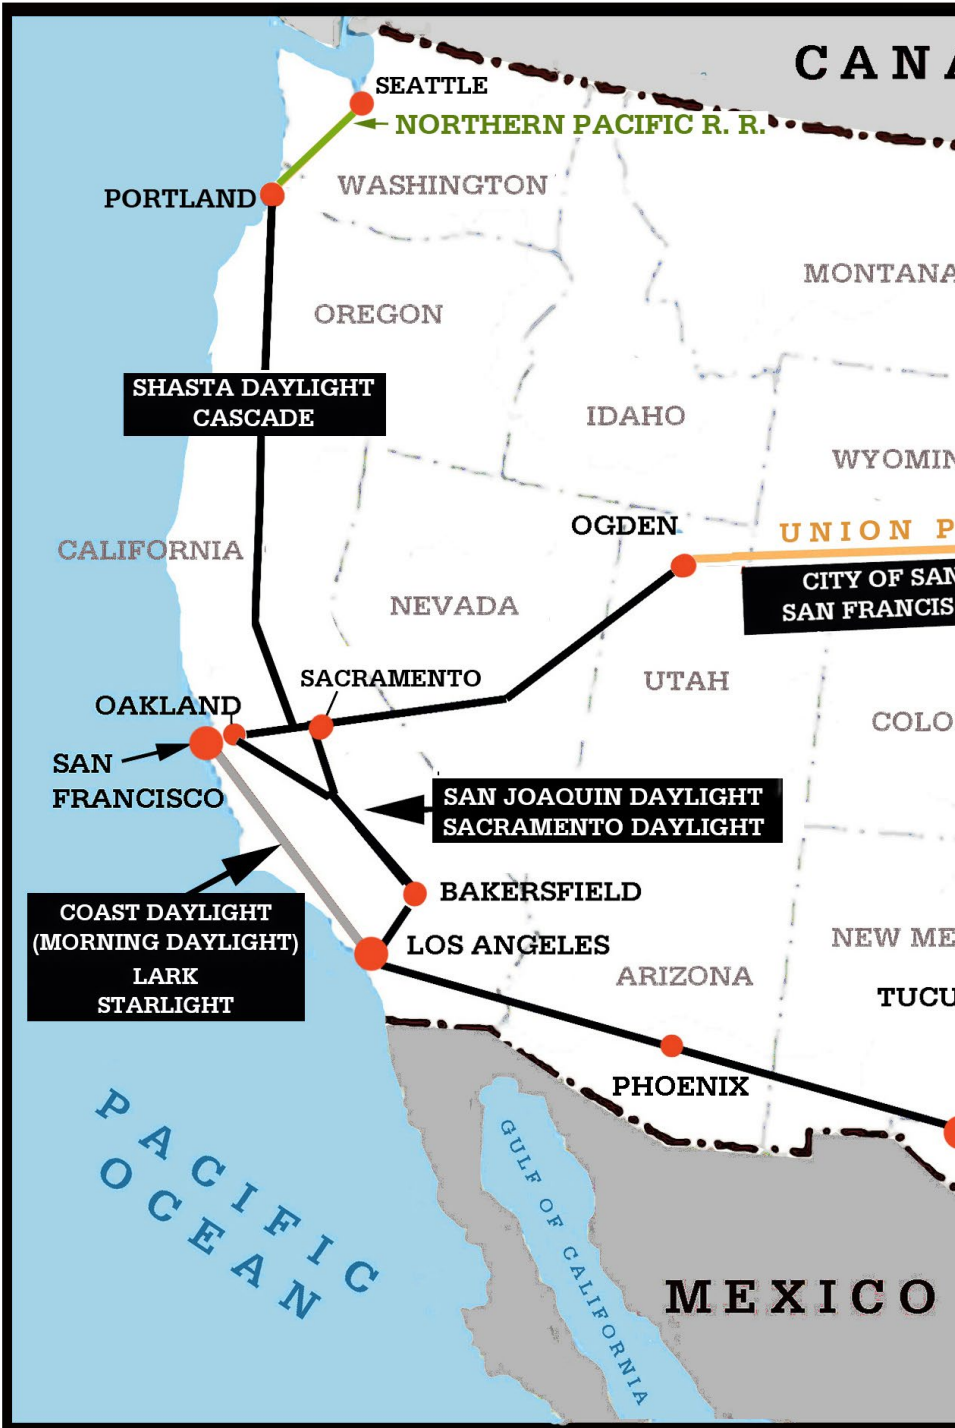 CANA
SEATTLE
NORTHERN PACIFIC R. R.
WASHINGTON
PORTLAND
MONTANA
OREGON
SHASTA DAYLIGHT
CASCADE
IDAHO
WYOMIN
OGDEN
UNION P
CALIFORNIA
CITY OF SAN
SAN FRANCIS
NEVADA
SACRAMENTO
UTAH
OAKLAND
COLO
SAN
FRANCISCO
SAN JOAQUIN DAYLIGHT
SACRAMENTO DAYLIGHT
BAKERSFIELD
COAST DAYLIGHT
(MORNING DAYLIGHT)
LARK
STARLIGHT
LOS ANGELES
NEW ME
ARIZONA
TUCU
PHOENIX
PACIFIC
OCEAN
GULF OF CALIFORNIA
MEXICO